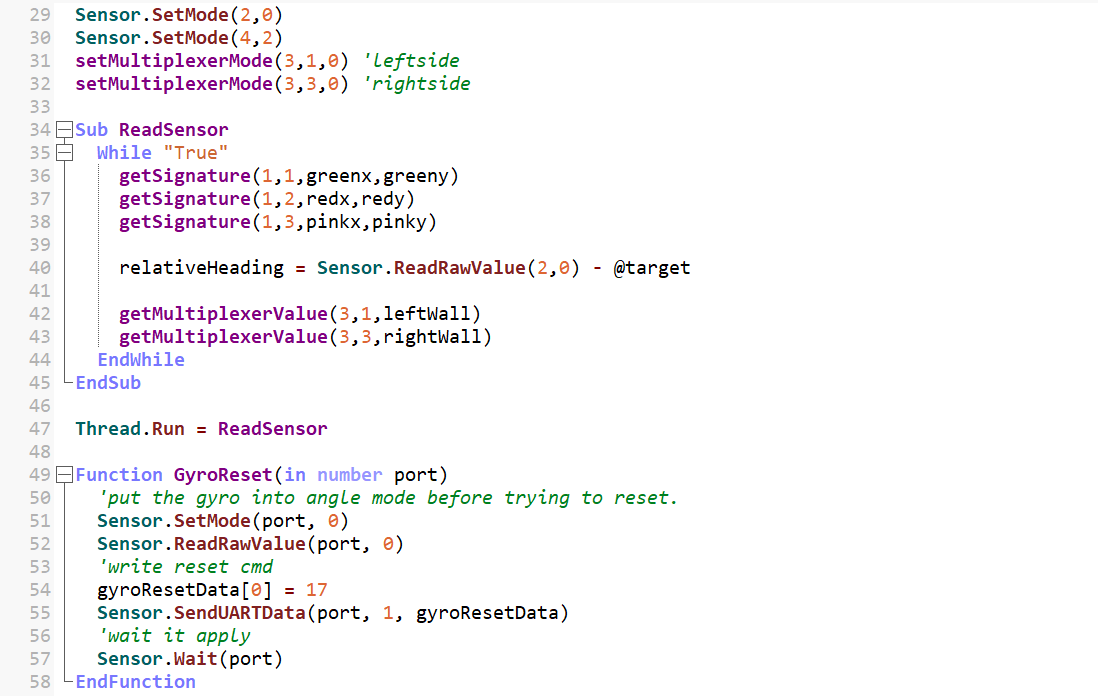 29 Sensor.SetMode(2,0)
30 Sensor.SetMode(4,2)
31 setMultiplexerMode(3,1,0) 'leftside
32 setMultiplexerMode(3,3,0) 'rightside
33
34 Sub ReadSensor
35 While "True"
36 getSignature(1,1,greenx,greeny)
37 getSignature(1,2,redx,redy)
38 getSignature(1,3,pinkx,pinky)
39
40 relativeHeading = Sensor.ReadRawValue(2,0) - @target
41
42 getMultiplexerValue(3,1,leftWall)
43 getMultiplexerValue(3,3,rightWall)
44 EndWhile
45 EndSub
46
47 Thread.Run = ReadSensor
48
49 Function GyroReset(in number port)
50 'put the gyro into angle mode before trying to reset.
51 Sensor.SetMode(port, 0)
52 Sensor.ReadRawValue(port, 0)
53 'write reset cmd
54 gyroResetData[0] = 17
55 Sensor.SendUARTData(port, 1, gyroResetData)
56 'wait it apply
57 Sensor.Wait(port)
58 EndFunction